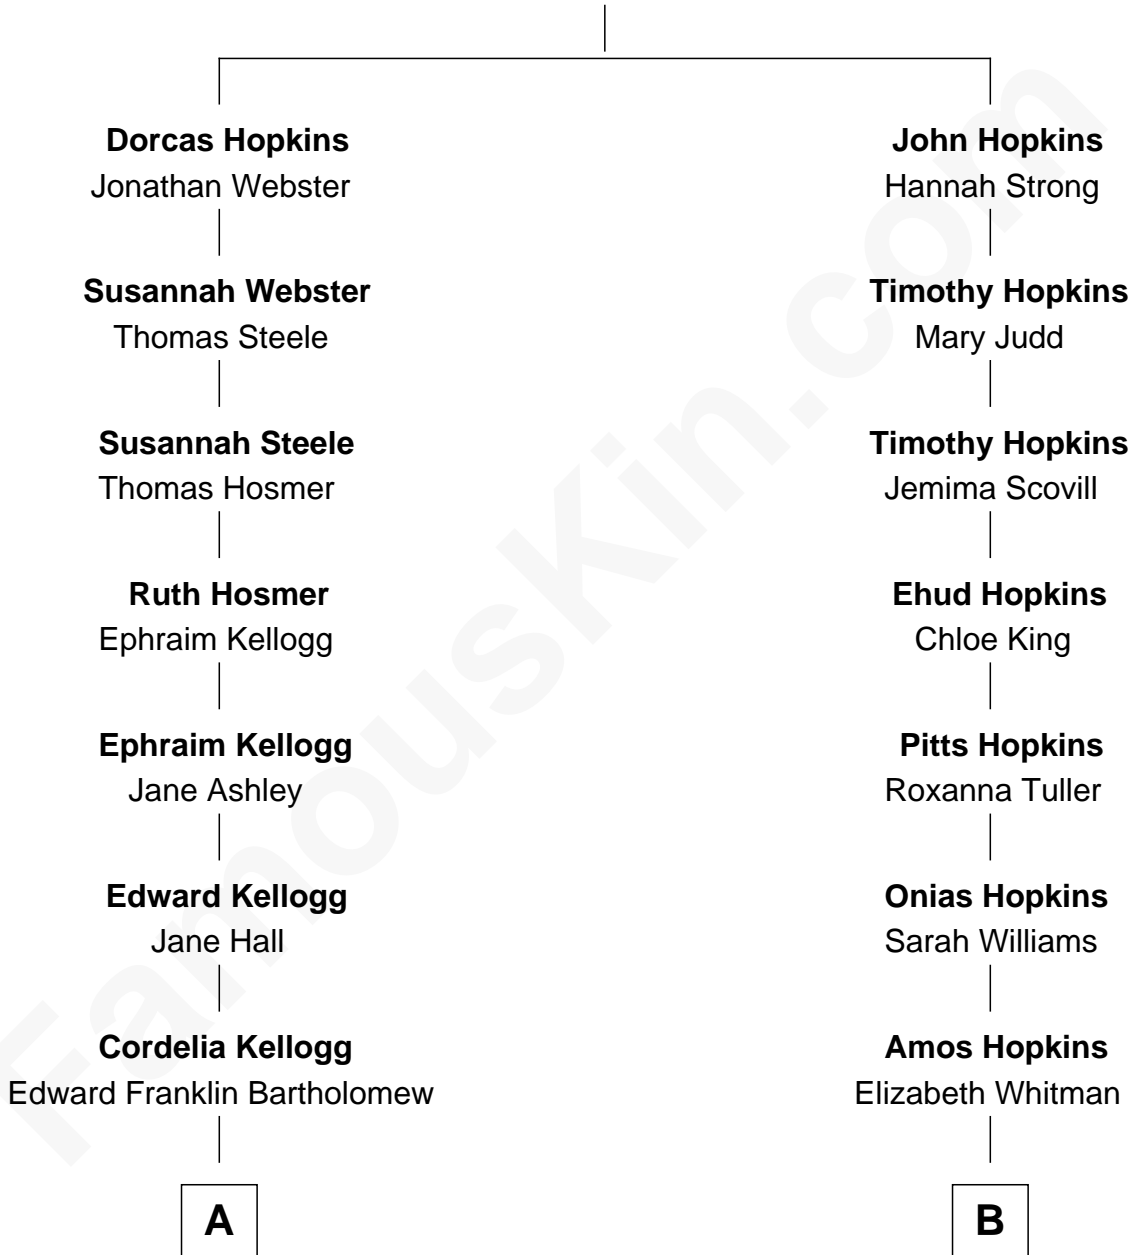 Dorcas Hopkins
Jonathan Webster
Susannah Webster
Thomas Steele
Susannah Steele
Thomas Hosmer
Ruth Hosmer
Ephraim Kellogg
Ephraim Kellogg
Jane Ashley
Edward Kellogg
Jane Hall
Cordelia Kellogg
Edward Franklin Bartholomew
A
John Hopkins
Hannah Strong
Timothy Hopkins
Mary Judd
Timothy Hopkins
Jemima Scovill
Ehud Hopkins
Chloe King
Pitts Hopkins
Roxanna Tuller
Onias Hopkins
Sarah Williams
Amos Hopkins
Elizabeth Whitman
B
FamousKin.com